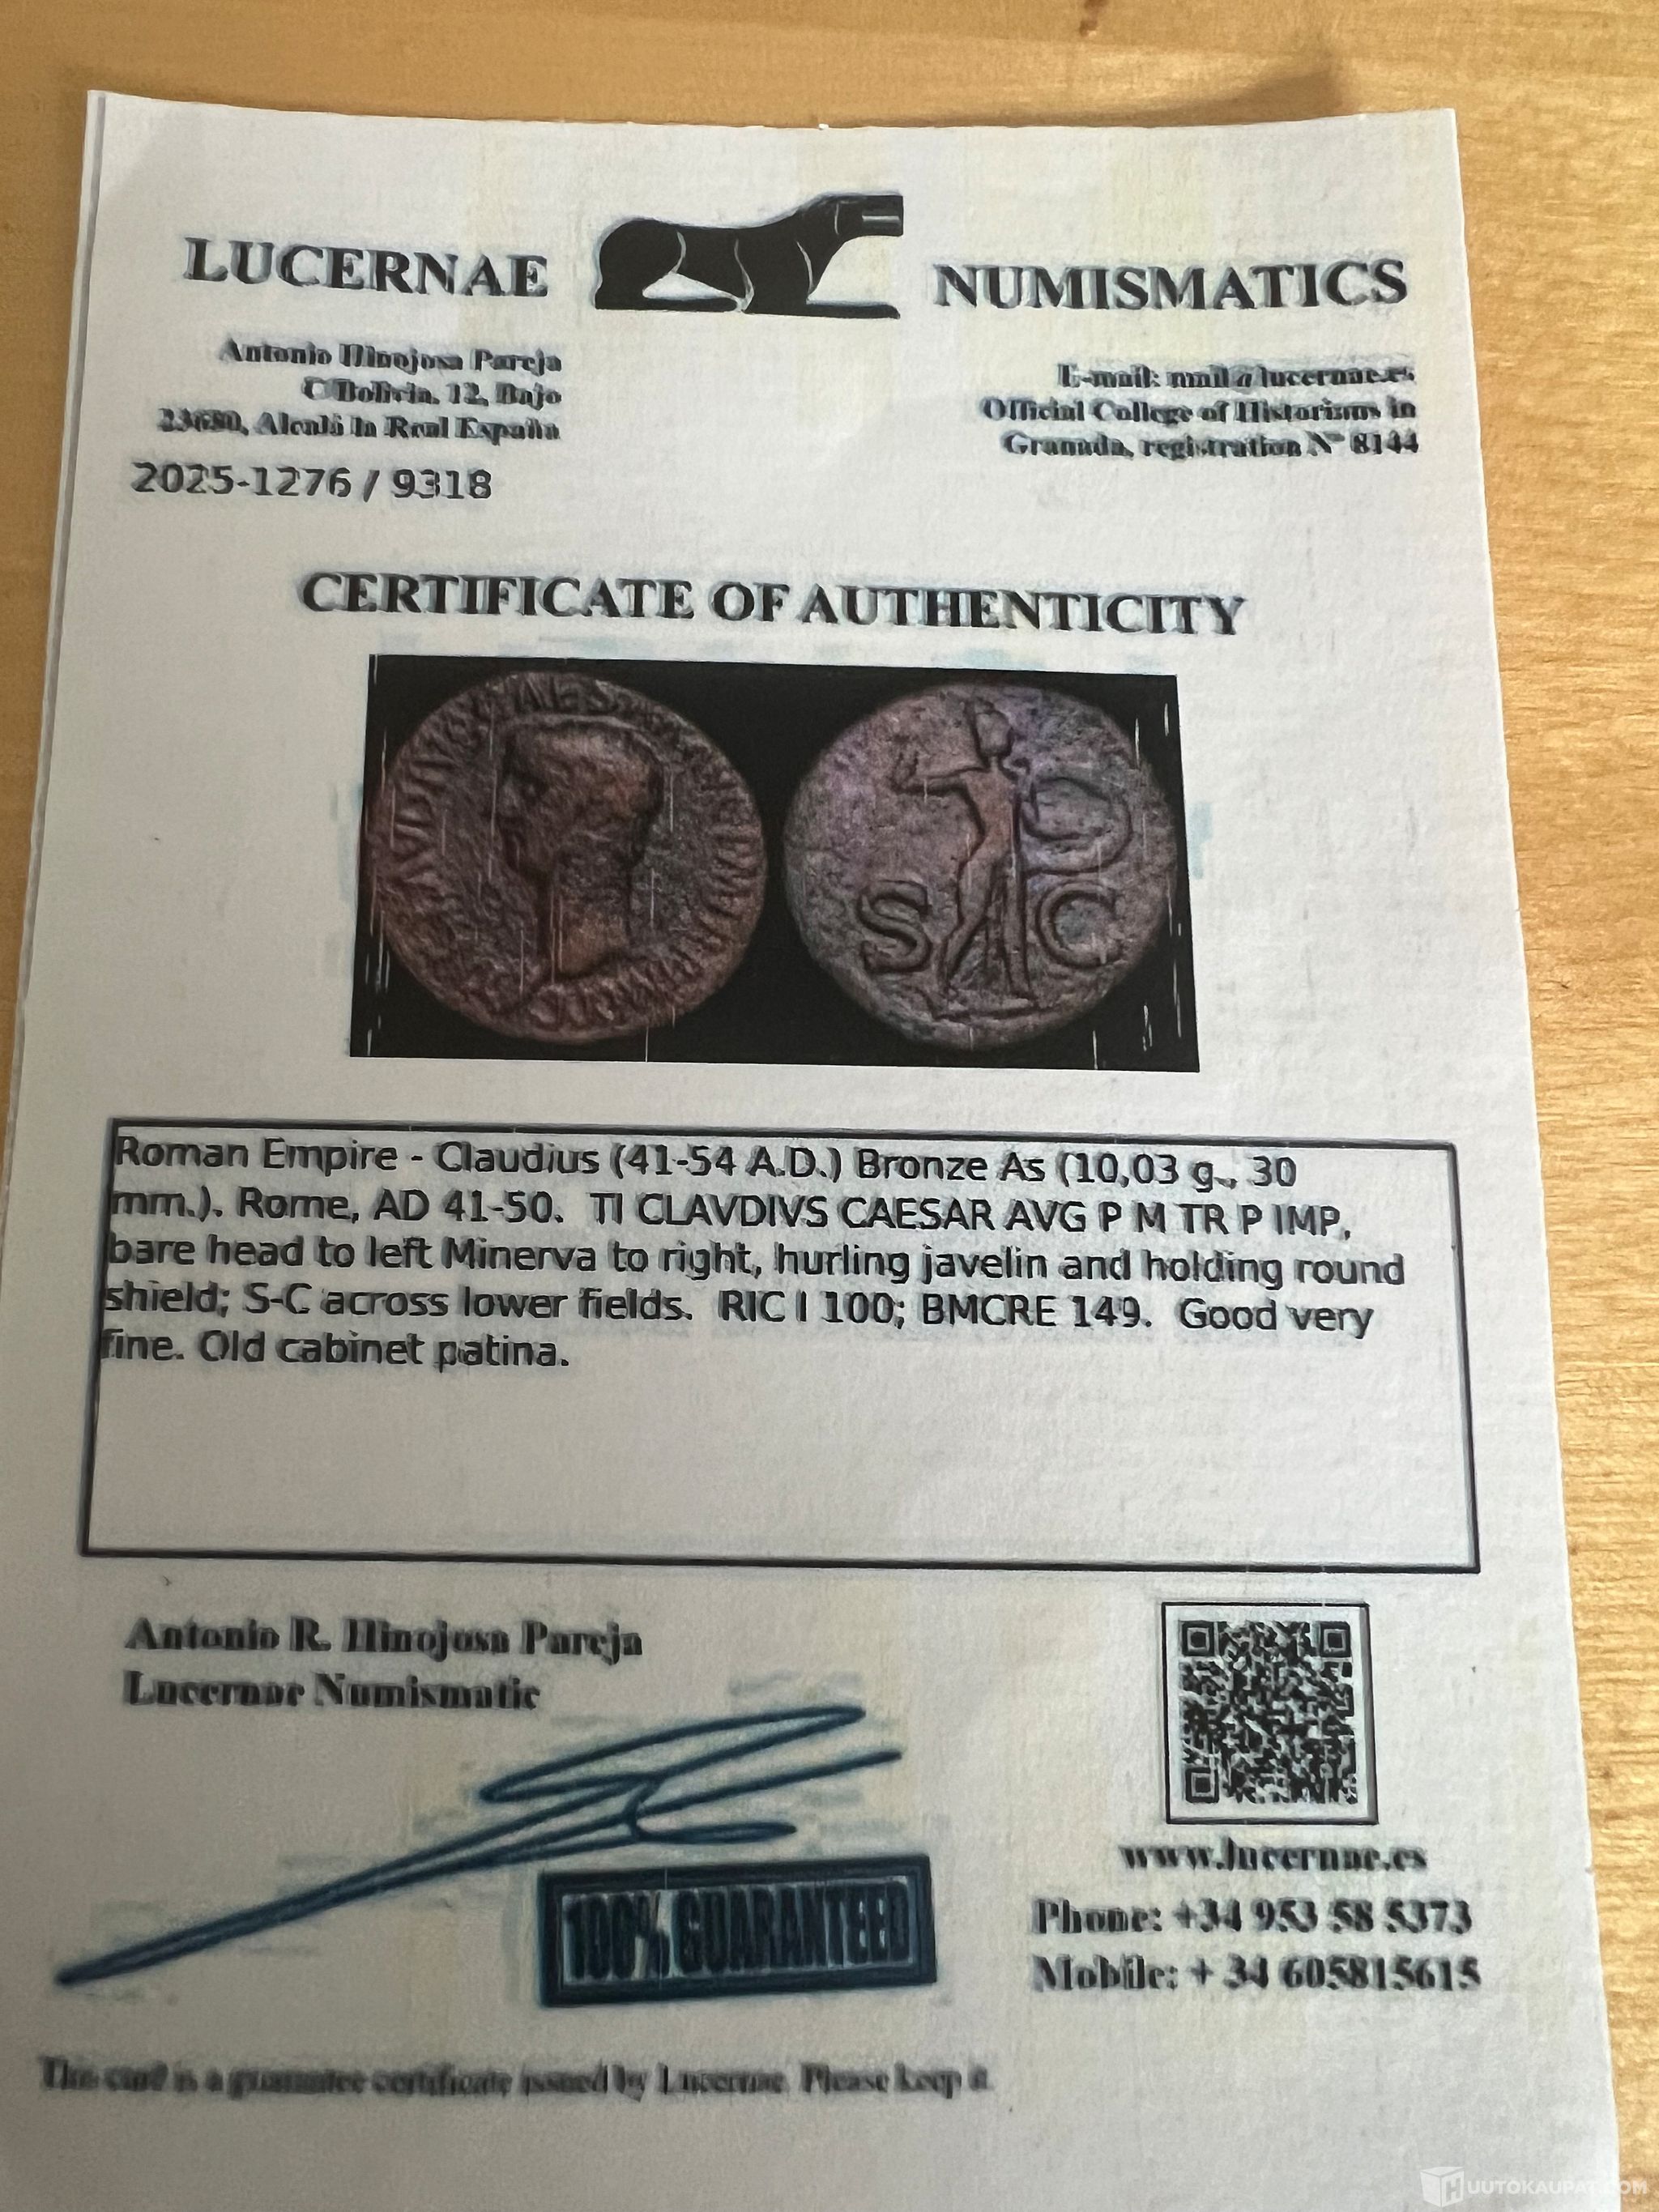 LUCERNAE NUMISMATICS
Antonio Hinojosa Pareja
C Bolivia, 12, Bajo
23680, Alcalá la Real España
E-mail: mail@lucernae.es
Official College of Historians in
Granada, registration Nº 8144
2025-1276 / 9318
CERTIFICATE OF AUTHENTICITY
S C
Roman Empire - Claudius (41-54 A.D.) Bronze As (10,03 g., 30
mm.). Rome, AD 41-50. TI CLAVDIVS CAESAR AVG P M TR P IMP,
bare head to left Minerva to right, hurling javelin and holding round
shield; S-C across lower fields. RIC I 100; BMCRE 149. Good very
fine. Old cabinet patina.
Antonio R. Hinojosa Pareja
Lucernae Numismatic
100% GUARANTEED
www.lucernae.es
Phone: +34 953 58 5373
Mobile: + 34 605815615
This card is a guarantee certificate issued by Lucernae. Please keep it
HUUTOKAUPAT.COM